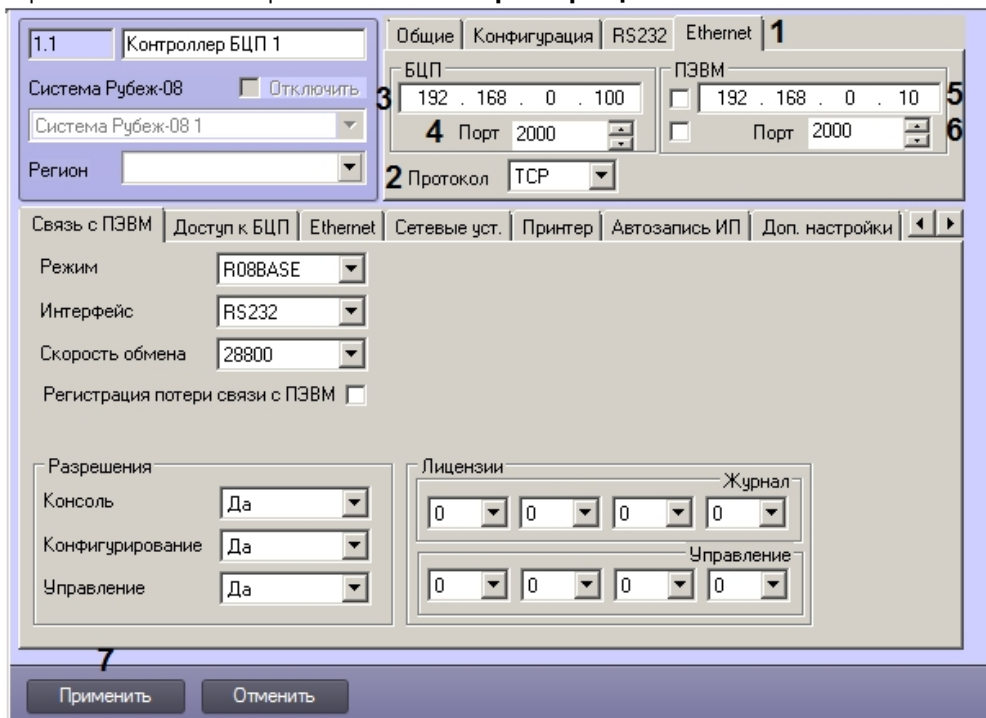 1.1 Контроллер БЦП 1
Система Рубеж-08 Отключить
Система Рубеж-08 1
Регион
Общие Конфигурация RS232 Ethernet 1
БЦП
3 192 . 168 . 0 . 100
4 Порт 2000
ПЭВМ
192 . 168 . 0 . 10 5
Порт 2000 6
2 Протокол TCP
Связь с ПЭВМ Доступ к БЦП Ethernet Сетевые уст. Принтер Автозапись ИП Доп. настройки
Режим R08BASE
Интерфейс RS232
Скорость обмена 28800
Регистрация потери связи с ПЭВМ
Разрешения
Консоль Да
Конфигурирование Да
Управление Да
Лицензии
Журнал
0 0 0 0
Управление
0 0 0 0
7
Применить Отменить